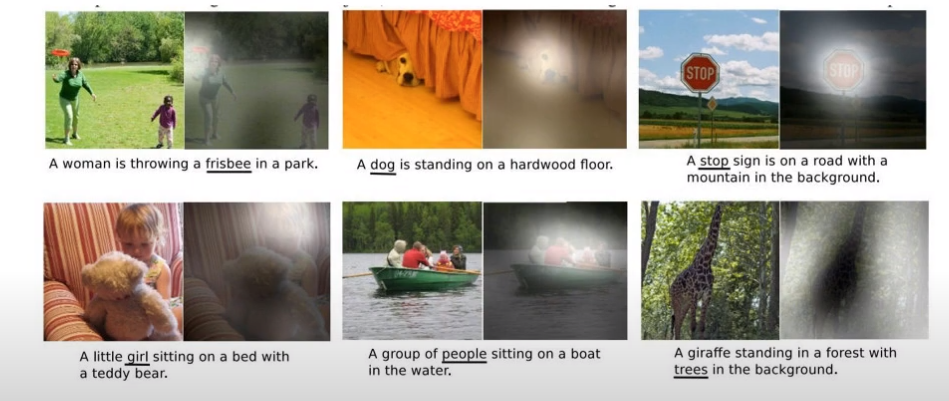 A woman is throwing a frisbee in a park.
A dog is standing on a hardwood floor.
STOP
STOP
A stop sign is on a road with a
mountain in the background.
A little girl sitting on a bed with
a teddy bear.
A group of people sitting on a boat
in the water.
A giraffe standing in a forest with
trees in the background.